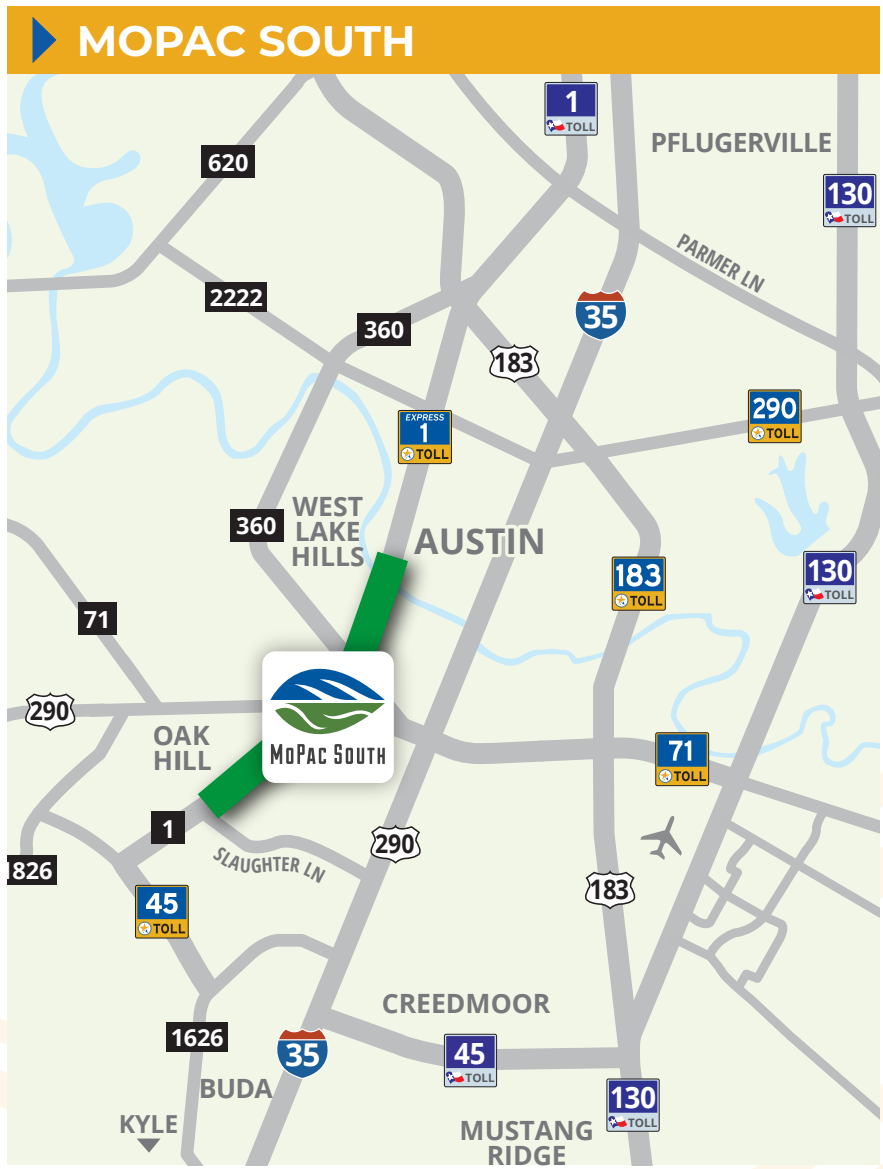 MOPAC SOUTH
1
TOLL
PFLUGERVILLE
620
130
TOLL
PARMER LN
2222
35
360
183
EXPRESS
1
TOLL
290
TOLL
WEST
LAKE
HILLS
360
AUSTIN
183
TOLL
130
TOLL
71
290
OAK
HILL
MOPAC SOUTH
71
TOLL
1
SLAUGHTER LN
290
1826
183
45
TOLL
CREEDMOOR
1626
35
45
TOLL
BUDA
130
TOLL
KYLE
MUSTANG
RIDGE